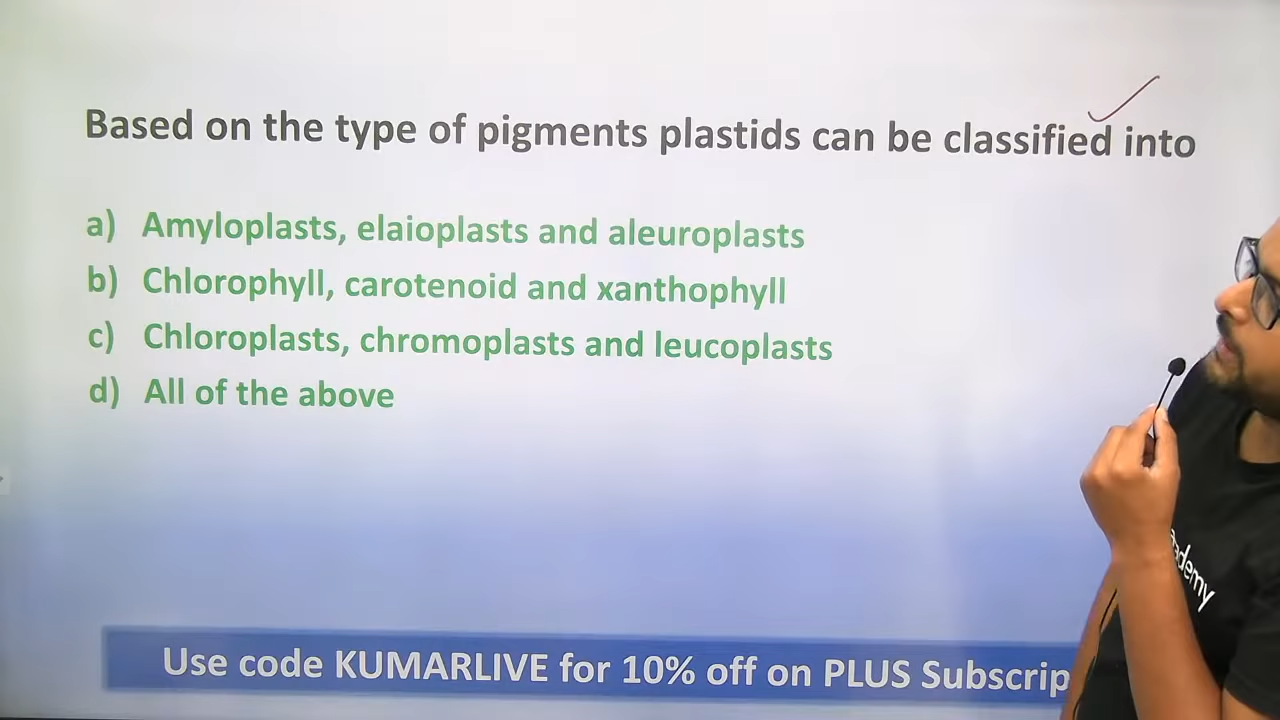 Based on the type of pigments plastids can be classified into
a) Amyloplasts, elaioplasts and aleuroplasts
b) Chlorophyll, carotenoid and xanthophyll
c) Chloroplasts, chromoplasts and leucoplasts
d) All of the above
ademy
Use code KUMARLIVE for 10% off on PLUS Subscrip